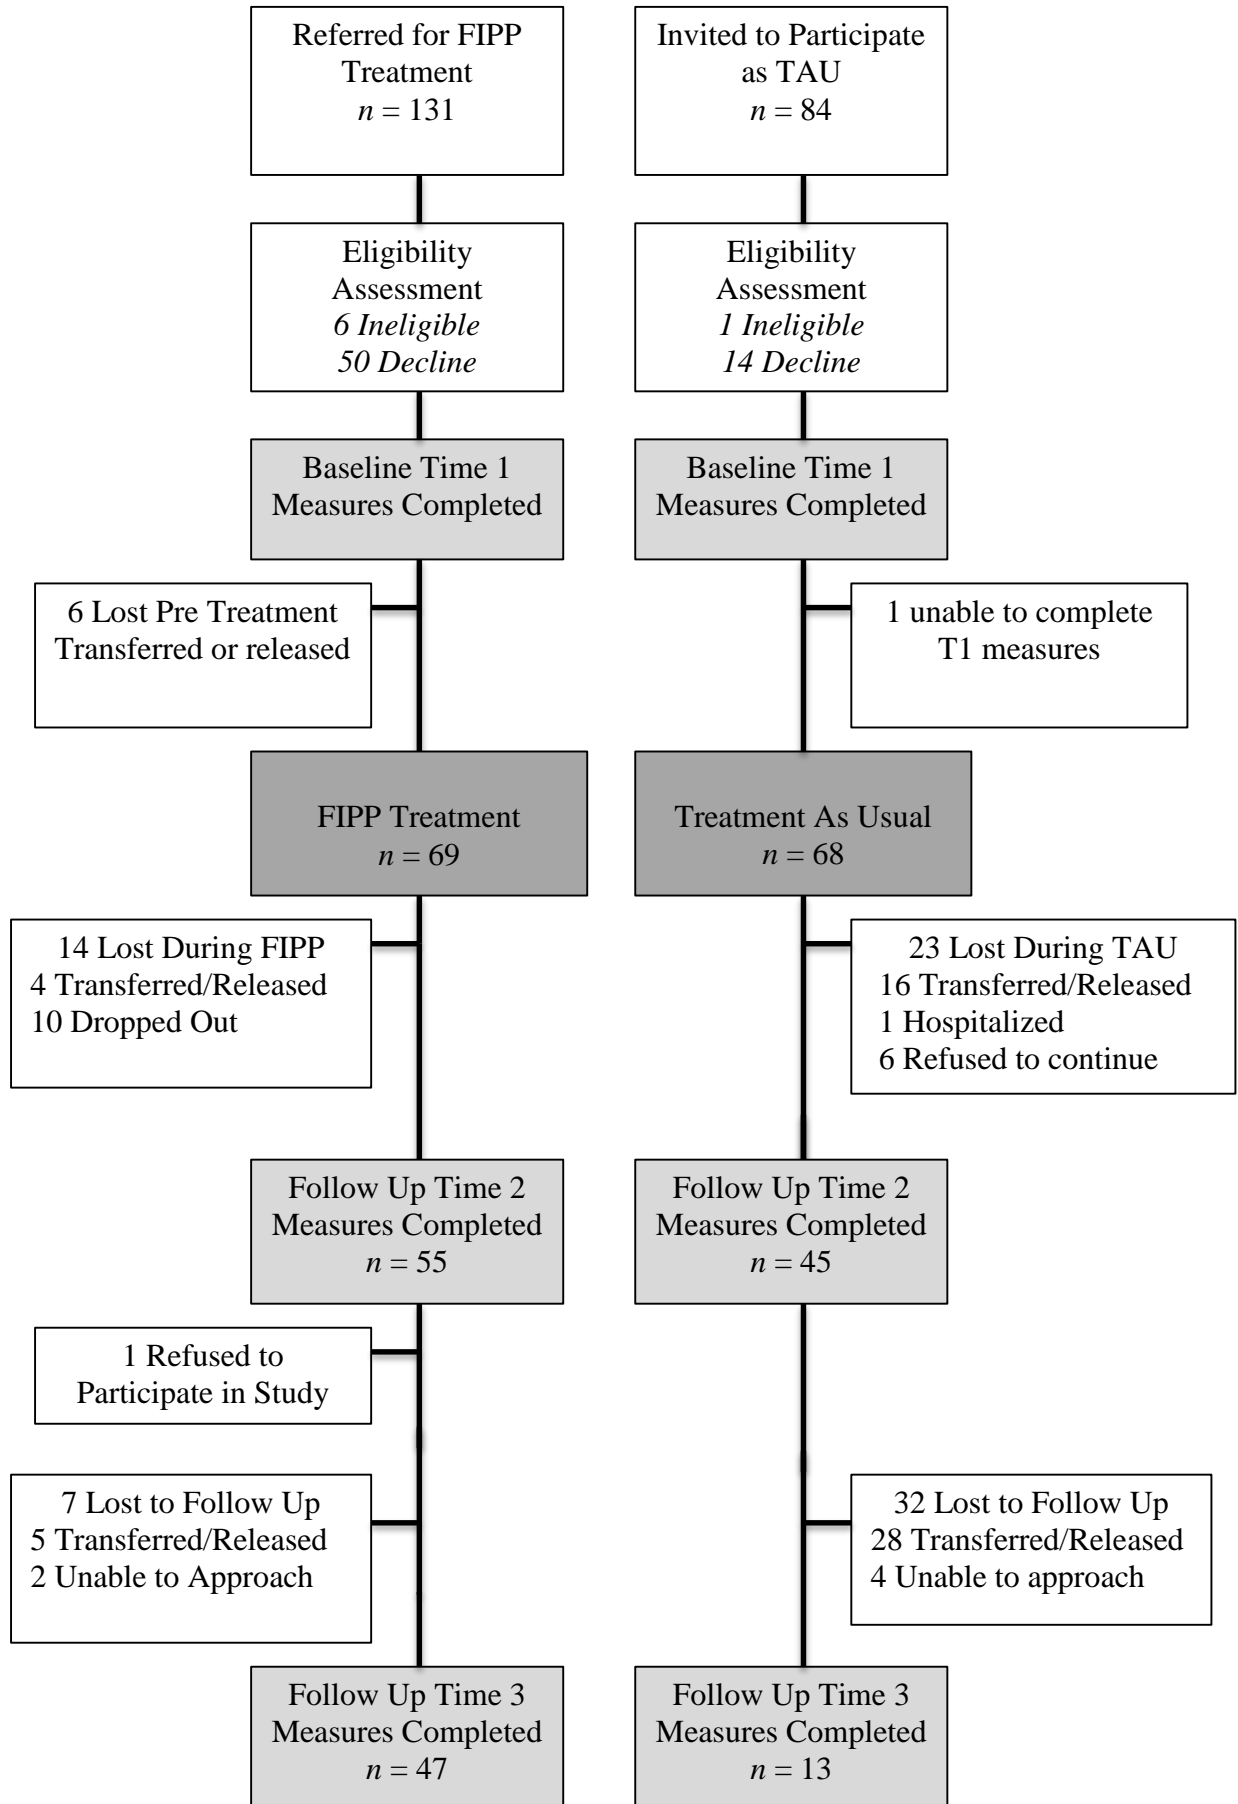 Referred for FIPP
Treatment
n = 131
Invited to Participate
as TAU
n = 84
Eligibility
Assessment
6 Ineligible
50 Decline
Eligibility
Assessment
1 Ineligible
14 Decline
Baseline Time 1
Measures Completed
Baseline Time 1
Measures Completed
6 Lost Pre Treatment
Transferred or released
1 unable to complete
T1 measures
FIPP Treatment
n = 69
Treatment As Usual
n = 68
14 Lost During FIPP
4 Transferred/Released
10 Dropped Out
23 Lost During TAU
16 Transferred/Released
1 Hospitalized
6 Refused to continue
Follow Up Time 2
Measures Completed
n = 55
Follow Up Time 2
Measures Completed
n = 45
1 Refused to
Participate in Study
7 Lost to Follow Up
5 Transferred/Released
2 Unable to Approach
32 Lost to Follow Up
28 Transferred/Released
4 Unable to approach
Follow Up Time 3
Measures Completed
n = 47
Follow Up Time 3
Measures Completed
n = 13